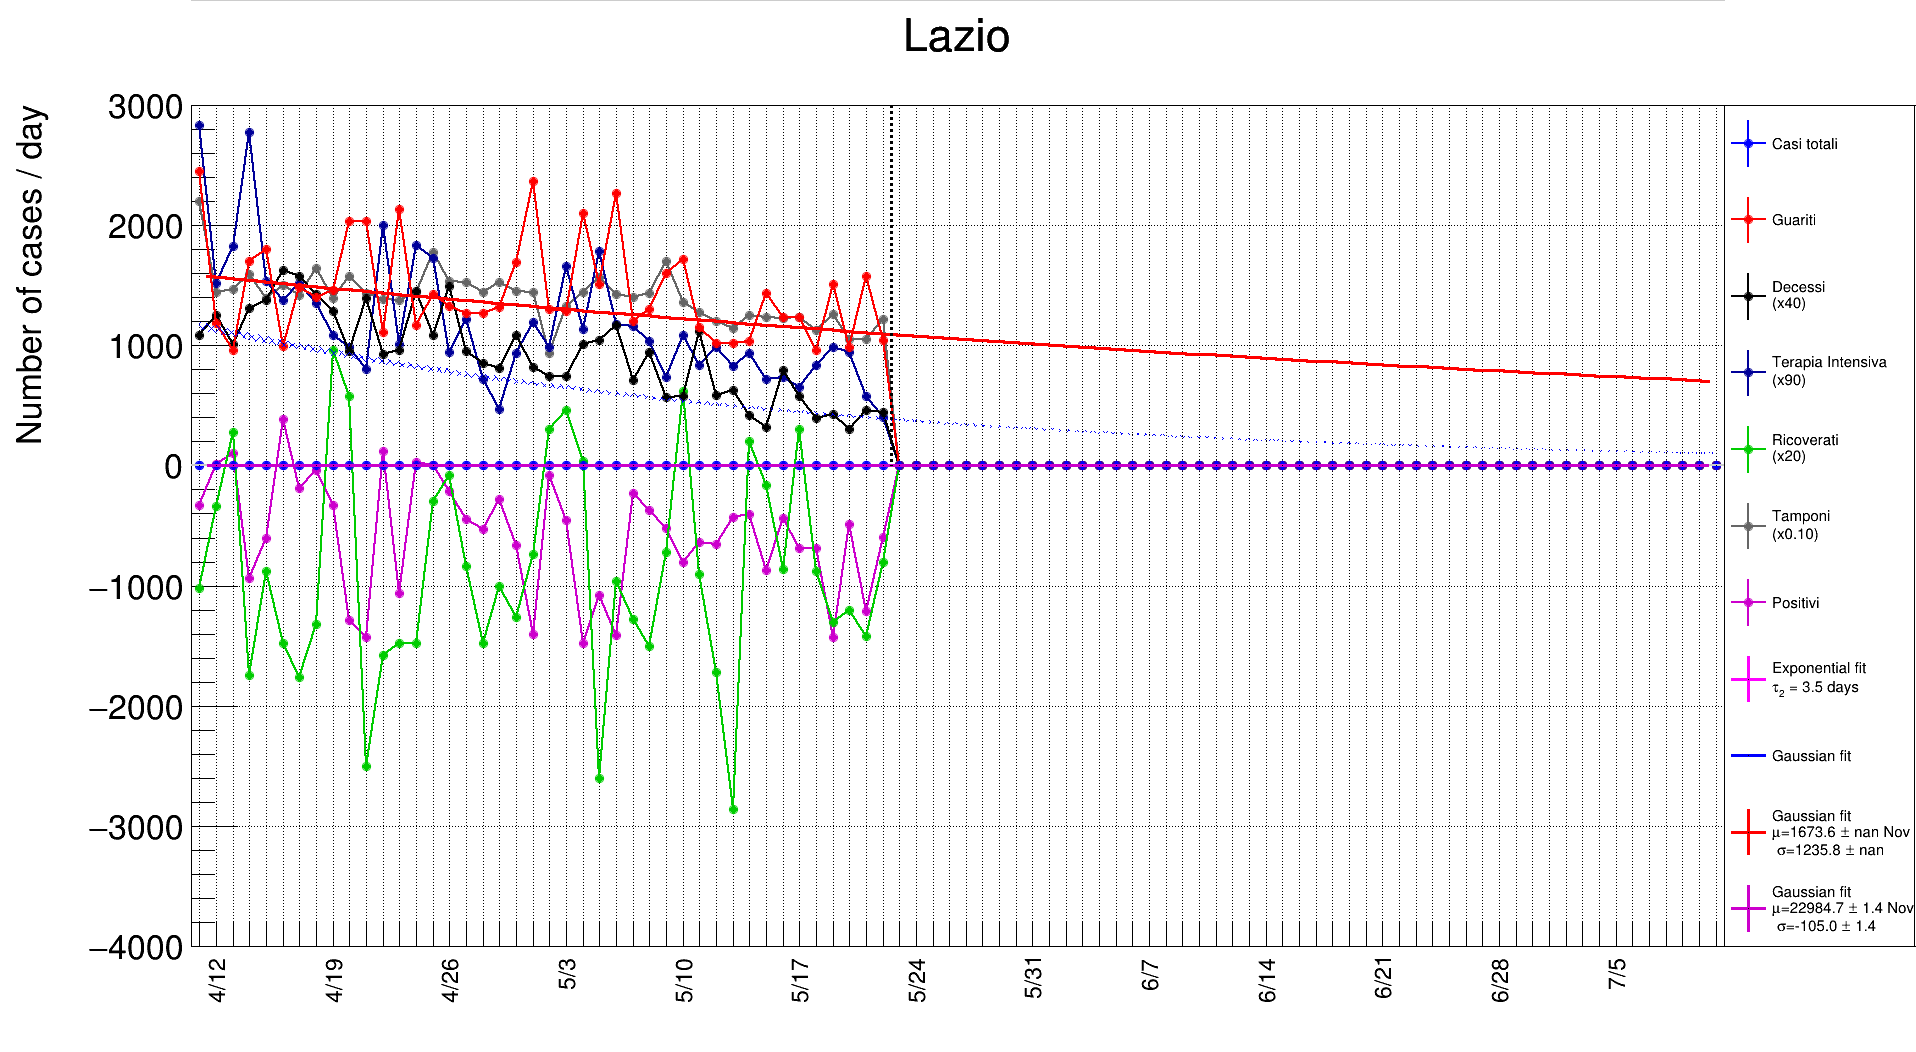 Lazio
Number of cases / day
3000
2000
1000
0
−1000
−2000
−3000
−4000
4/12
4/19
4/26
5/3
5/10
5/17
5/24
5/31
6/7
6/14
6/21
6/28
7/5
Casi totali
Guariti
Decessi
(x40)
Terapia Intensiva
(x90)
Ricoverati
(x20)
Tamponi
(x0.10)
Positivi
Exponential fit
τ2 = 3.5 days
Gaussian fit
Gaussian fit
μ=1673.6 ± nan Nov
σ=1235.8 ± nan
Gaussian fit
μ=22984.7 ± 1.4 Nov
σ=-105.0 ± 1.4